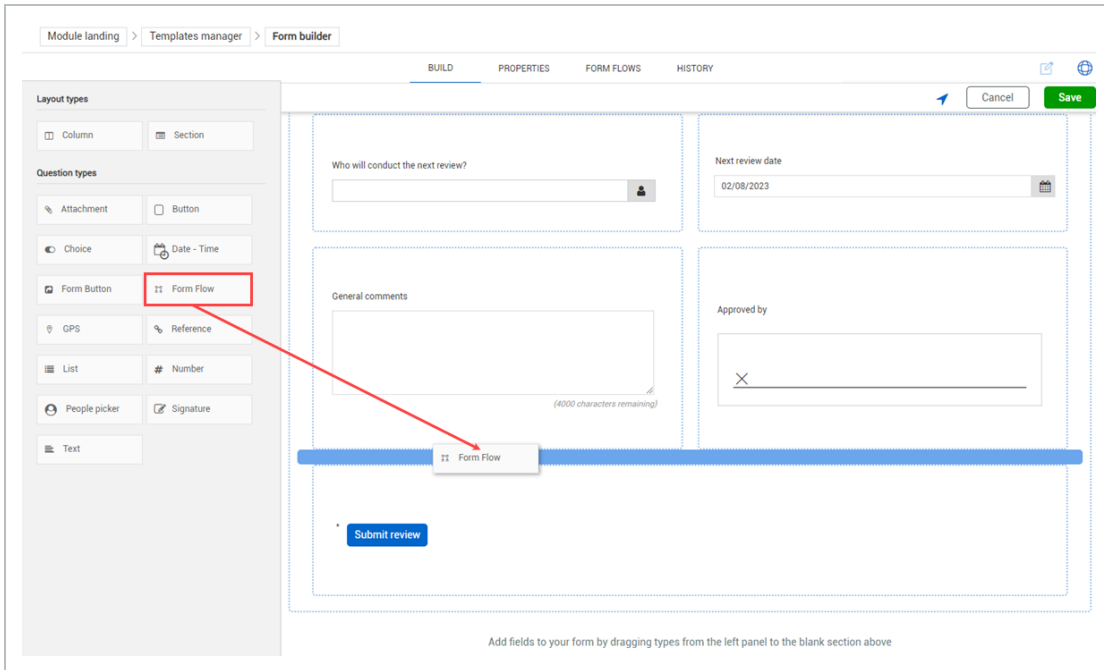 Module landing > Templates manager > Form builder
BUILD PROPERTIES FORM FLOWS HISTORY
Cancel Save
Layout types
Column Section
Question types
Attachment Button
Choice Date - Time
Form Button Form Flow
GPS Reference
List # Number
People picker Signature
Text
Who will conduct the next review?
Next review date
02/08/2023
General comments
(4000 characters remaining)
Approved by
Form Flow
* Submit review
Add fields to your form by dragging types from the left panel to the blank section above